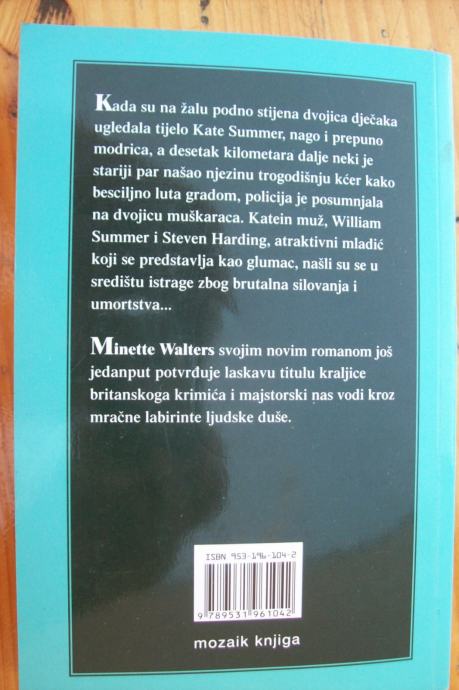 Kada su na žalu podno stijena dvojica dječaka
ugledala tijelo Kate Summer, nago i prepuno
modrica, a desetak kilometara dalje neki je
stariji par našao njezinu trogodišnju kćer kako
besciljno luta gradom, policija je posumnjala
na dvojicu muškaraca. Katein muž, William
Summer i Steven Harding, atraktivni mladić
koji se predstavlja kao glumac, našli su se u
središtu istrage zbog brutalna silovanja i
umorstva...
Minette Walters svojim novim romanom još
jedanput potvrđuje laskavu titulu kraljice
britanskoga krimića i majstorski nas vodi kroz
mračne labirinte ljudske duše.
ISBN 953-196-104-2
9 789531 961042
mozaik knjiga